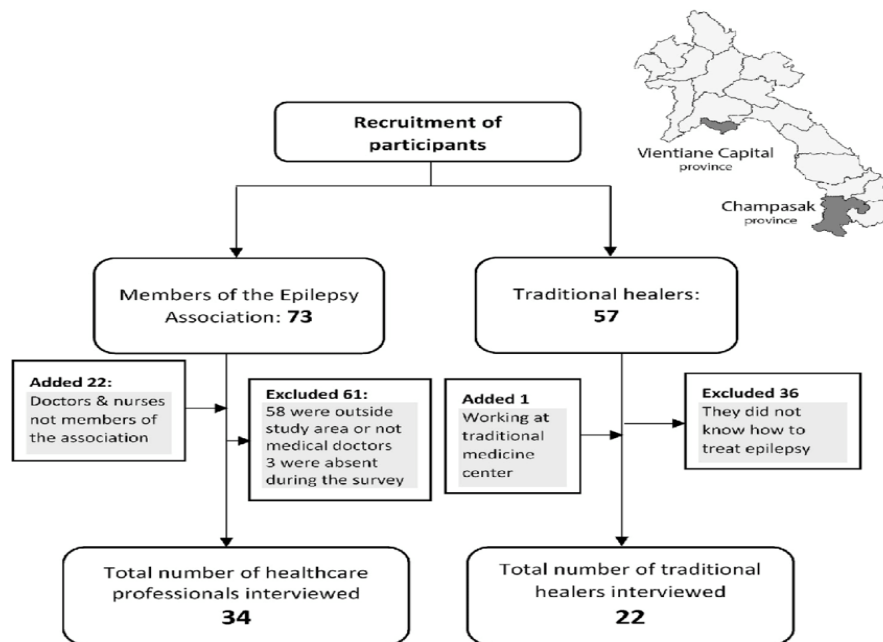 Recruitment of
participants
Vientiane Capital
province
Champasak
province
Members of the Epilepsy
Association: 73
Traditional healers:
57
Added 22:
Doctors & nurses
not members of
the association
Excluded 61:
58 were outside
study area or not
medical doctors
3 were absent
during the survey
Added 1
Working at
traditional
medicine
center
Excluded 36
They did not
know how to
treat epilepsy
Total number of healthcare
professionals interviewed
34
Total number of traditional
healers interviewed
22